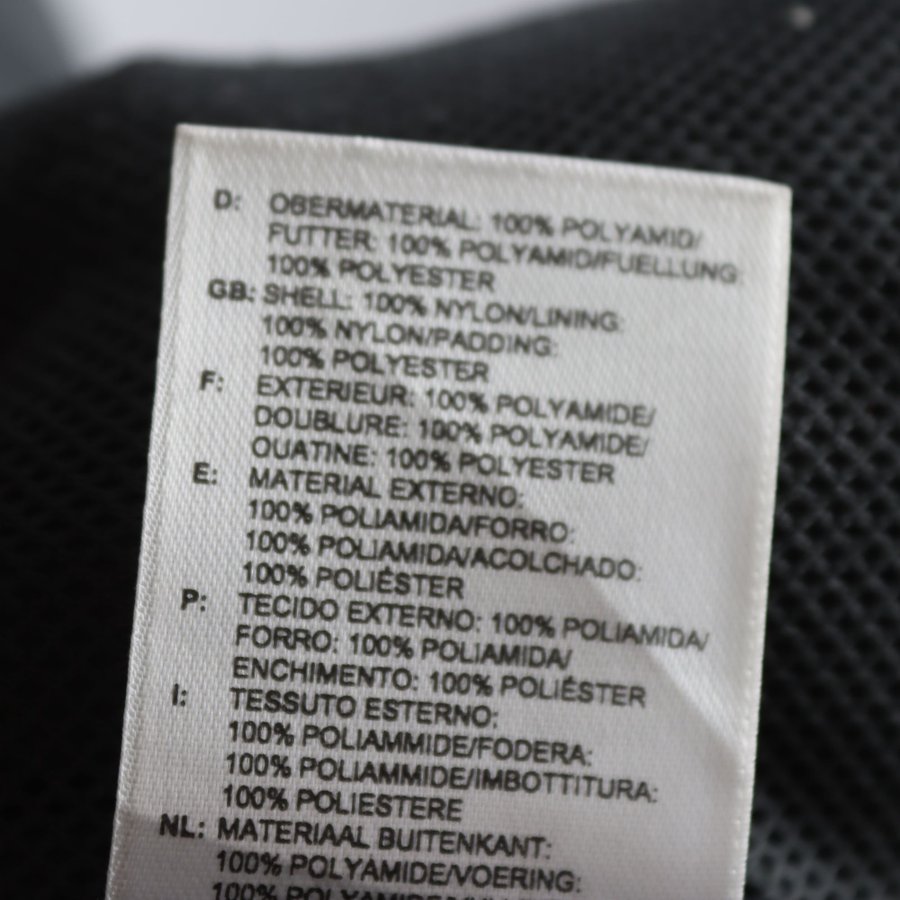 D: OBERMATERIAL: 100% POLYAMID/
FUTTER: 100% POLYAMID/FUELLUNG:
100% POLYESTER
GB: SHELL: 100% NYLON/LINING:
100% NYLON/PADDING:
100% POLYESTER
F: EXTERIEUR: 100% POLYAMIDE/
DOUBLURE: 100% POLYAMIDE/
OUATINE: 100% POLYESTER
E: MATERIAL EXTERNO:
100% POLIAMIDA/FORRO:
100% POLIAMIDA/ACOLCHADO:
100% POLIÉSTER
P: TECIDO EXTERNO: 100% POLIAMIDA/
FORRO: 100% POLIAMIDA/
ENCHIMENTO: 100% POLIÉSTER
I: TESSUTO ESTERNO:
100% POLIAMMIDE/FODERA:
100% POLIAMMIDE/IMBOTTITURA:
100% POLIESTERE
NL: MATERIAAL BUITENKANT:
100% POLYAMIDE/VOERING:
100% POLYAMIDE/